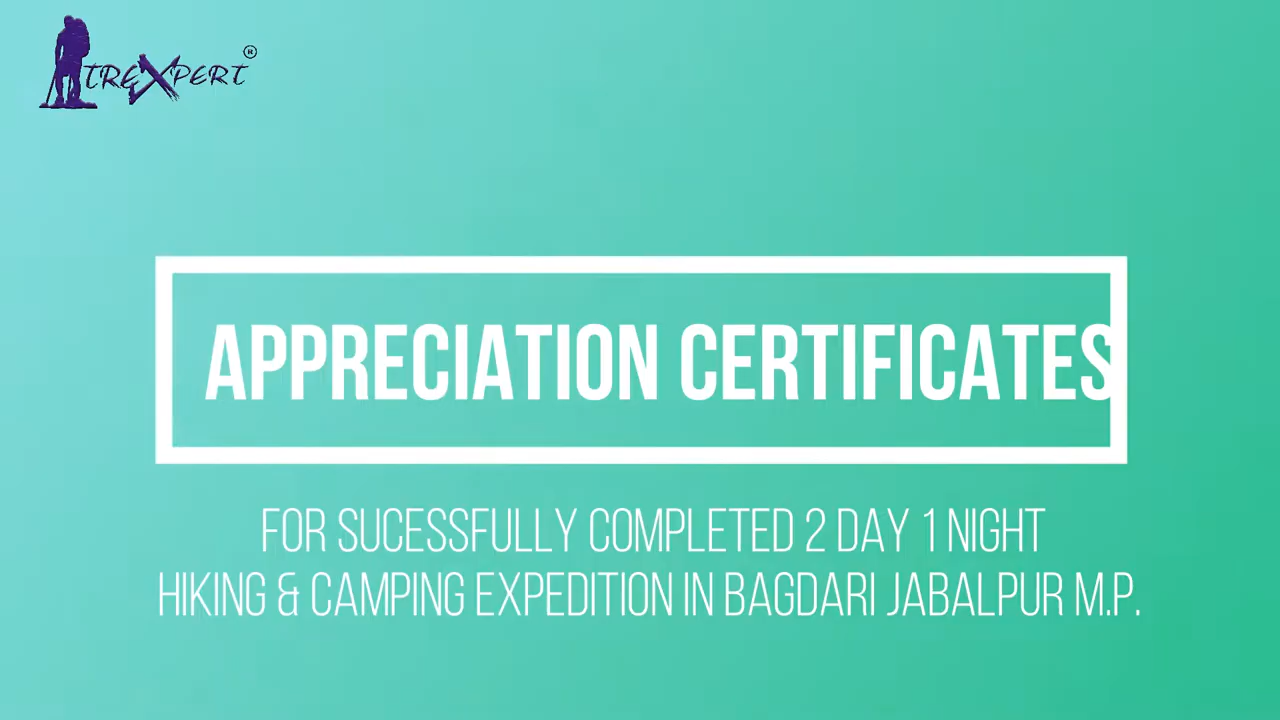 TREXPERT ®
APPRECIATION CERTIFICATES
FOR SUCESSFULLY COMPLETED 2 DAY 1 NIGHT
HIKING & CAMPING EXPEDITION IN BAGDARI JABALPUR M.P.